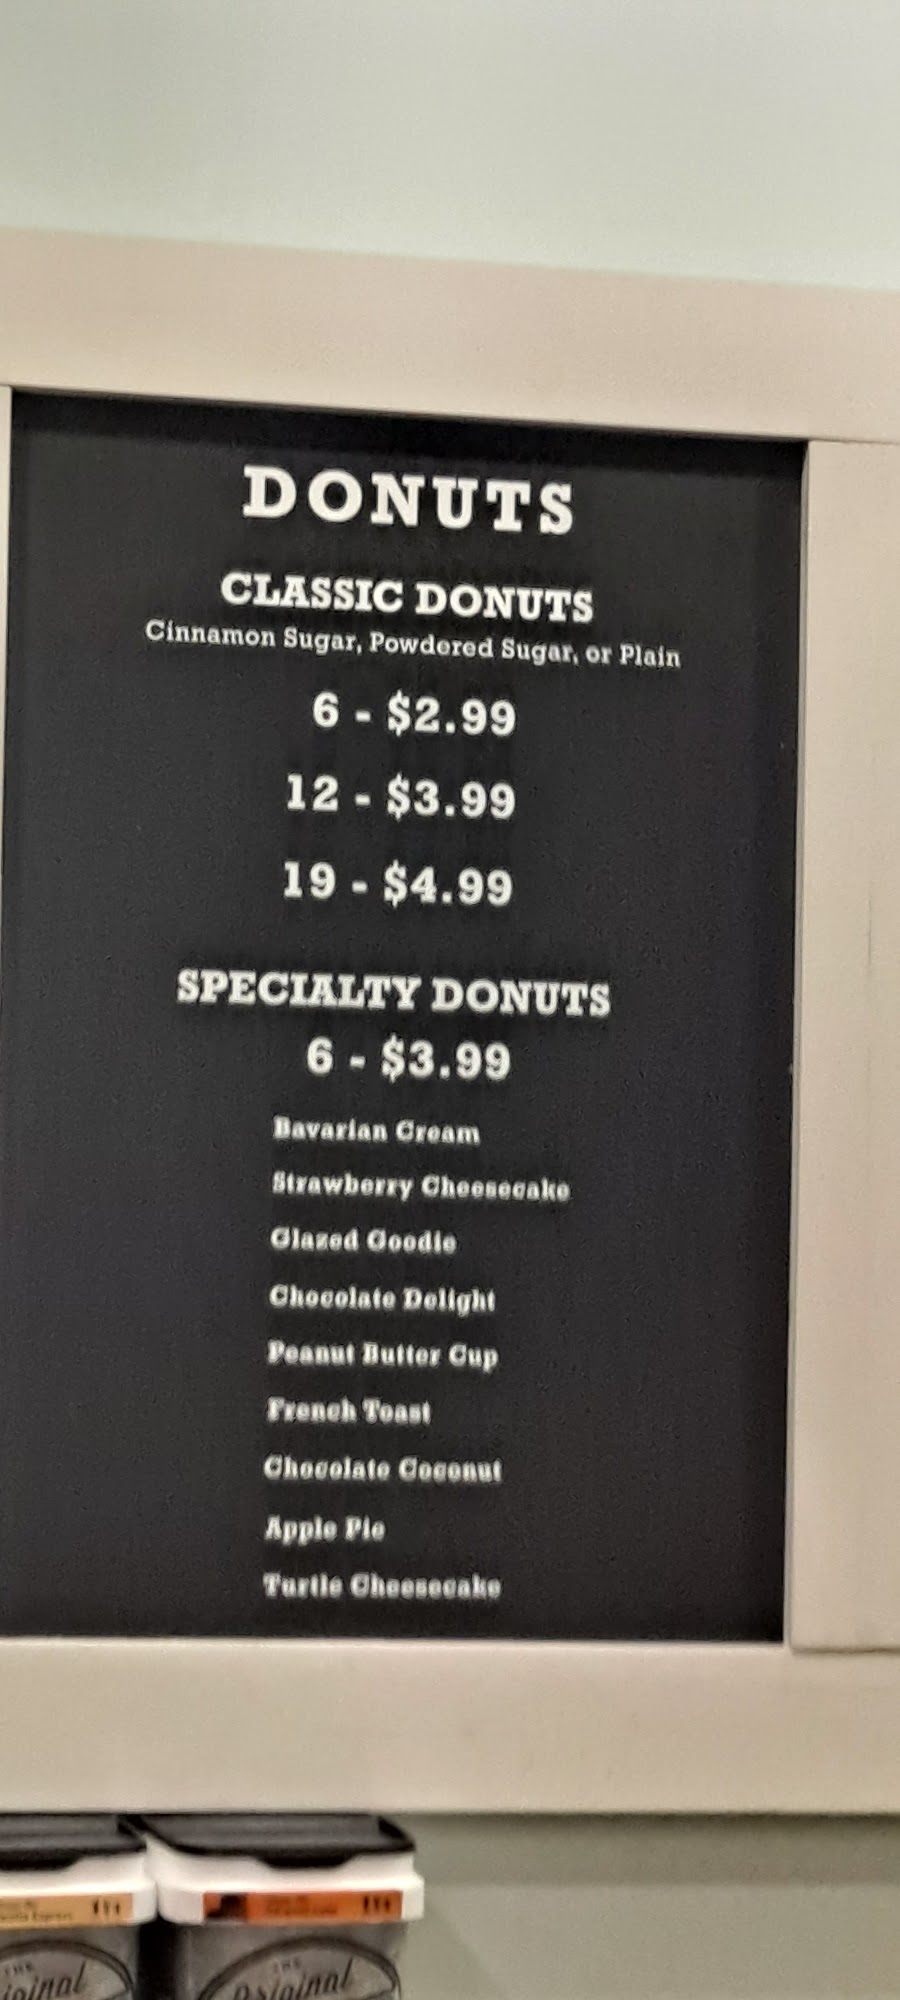 DONUTS
CLASSIC DONUTS
Cinnamon Sugar, Powdered Sugar, or Plain
6 - $2.99
12 - $3.99
19 - $4.99
SPECIALTY DONUTS
6 - $3.99
Bavarian Cream
Strawberry Cheesecake
Glazed Goodie
Chocolate Delight
Peanut Butter Cup
French Toast
Chocolate Coconut
Apple Pie
Turtle Cheesecake
THE
Original